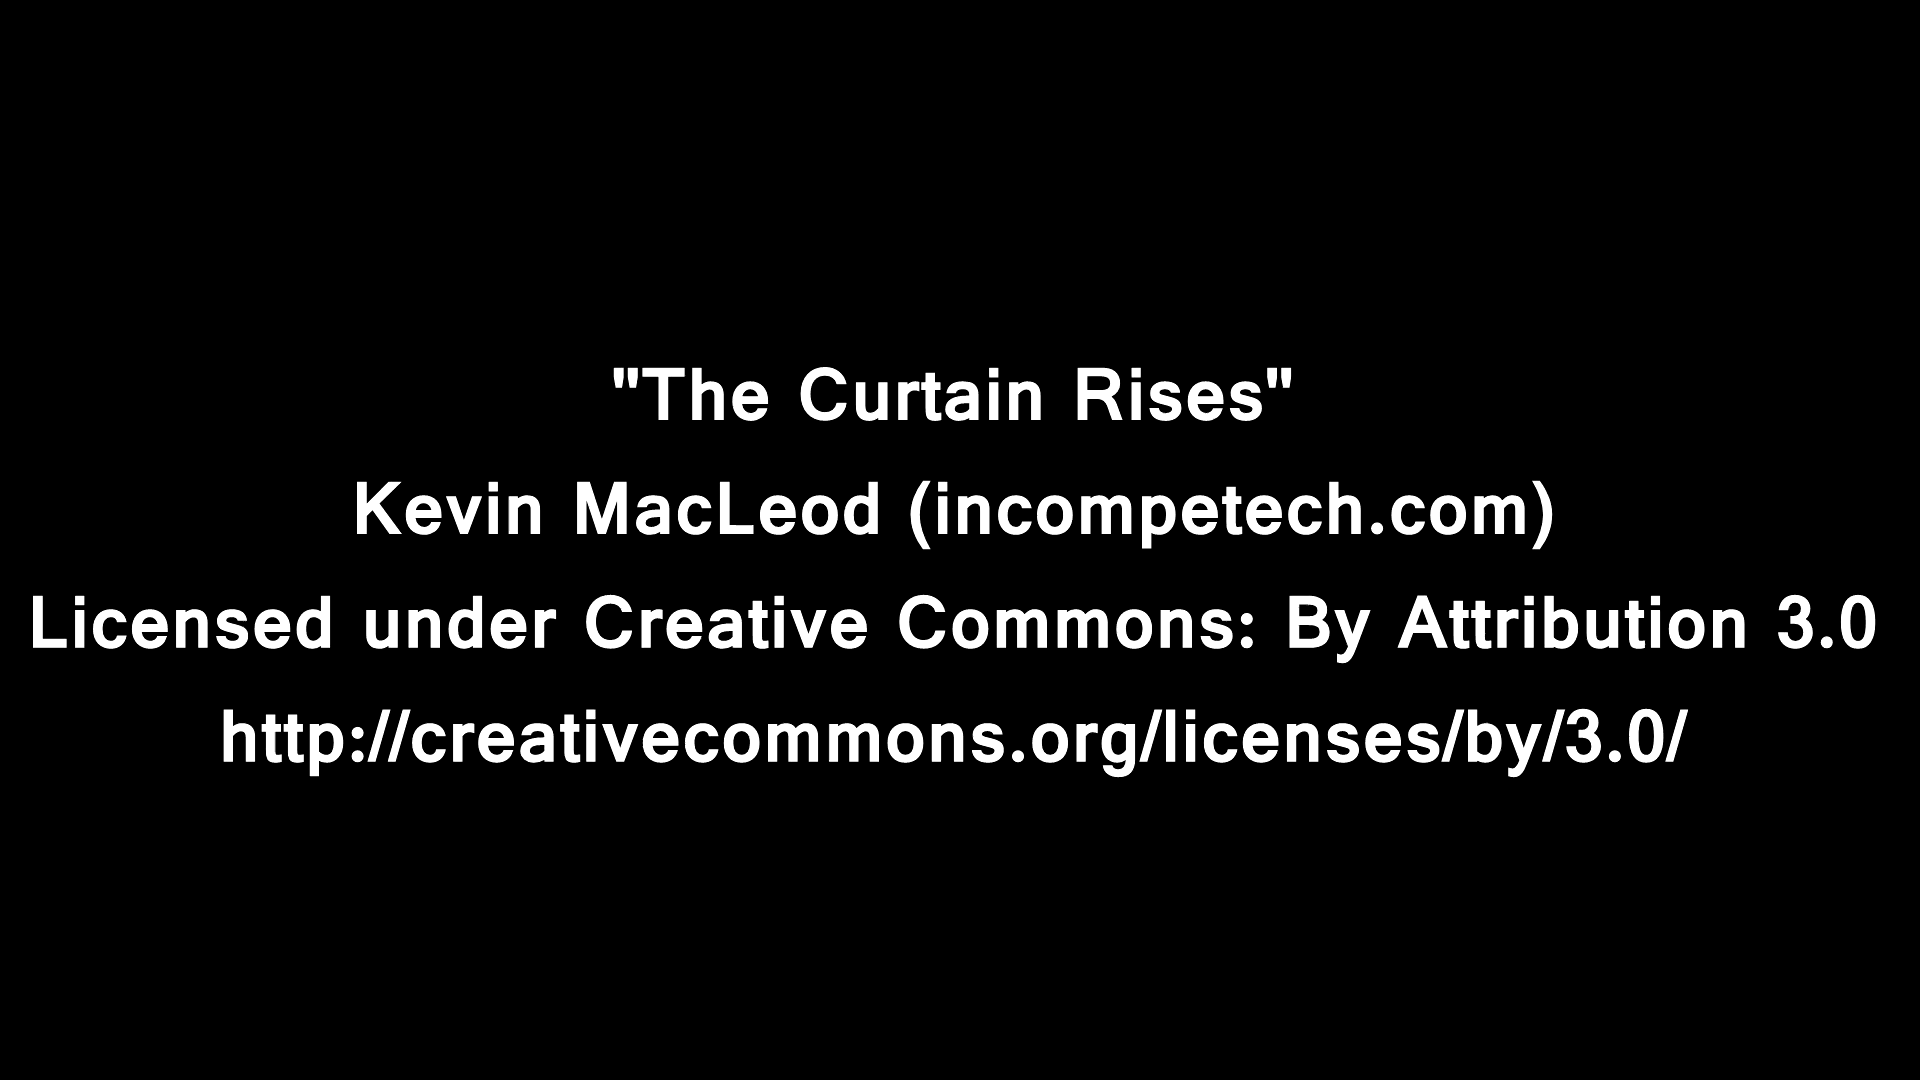 "The Curtain Rises"
Kevin MacLeod (incompetech.com)
Licensed under Creative Commons: By Attribution 3.0
http://creativecommons.org/licenses/by/3.0/